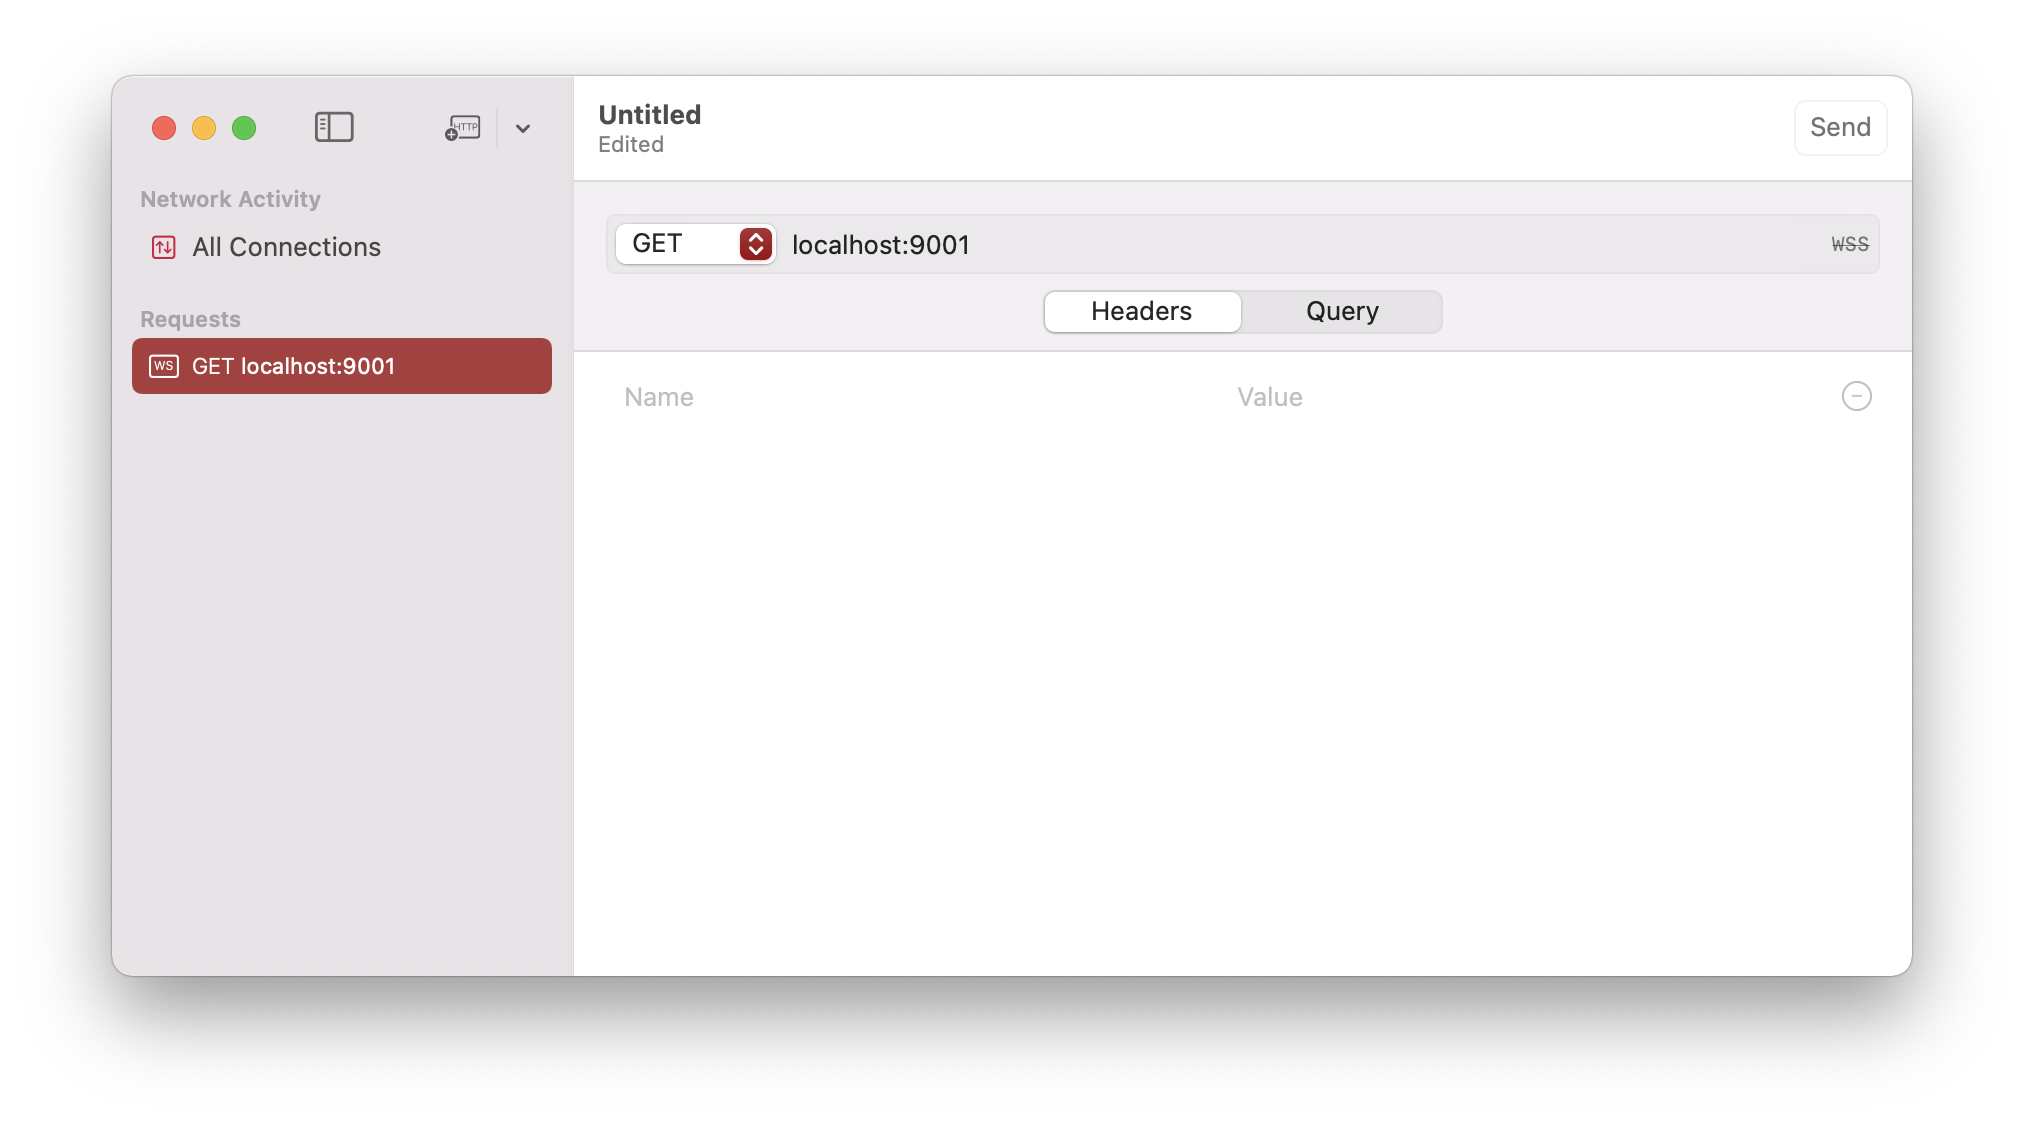 HTTP
Untitled
Edited
Send
Network Activity
All Connections
Requests
WS GET localhost:9001
GET localhost:9001 WSS
Headers Query
Name Value